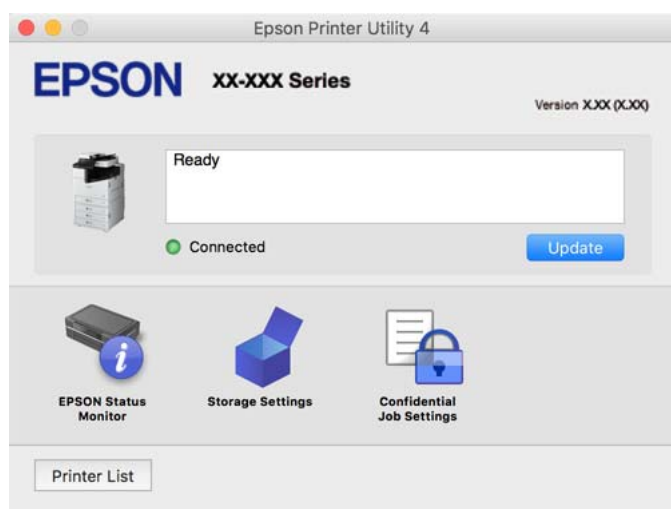 Epson Printer Utility 4
EPSON
XX-XXX Series
Version X.XX (X.XX)
Ready
Connected
Update
EPSON Status
Monitor
Storage Settings
Confidential
Job Settings
Printer List